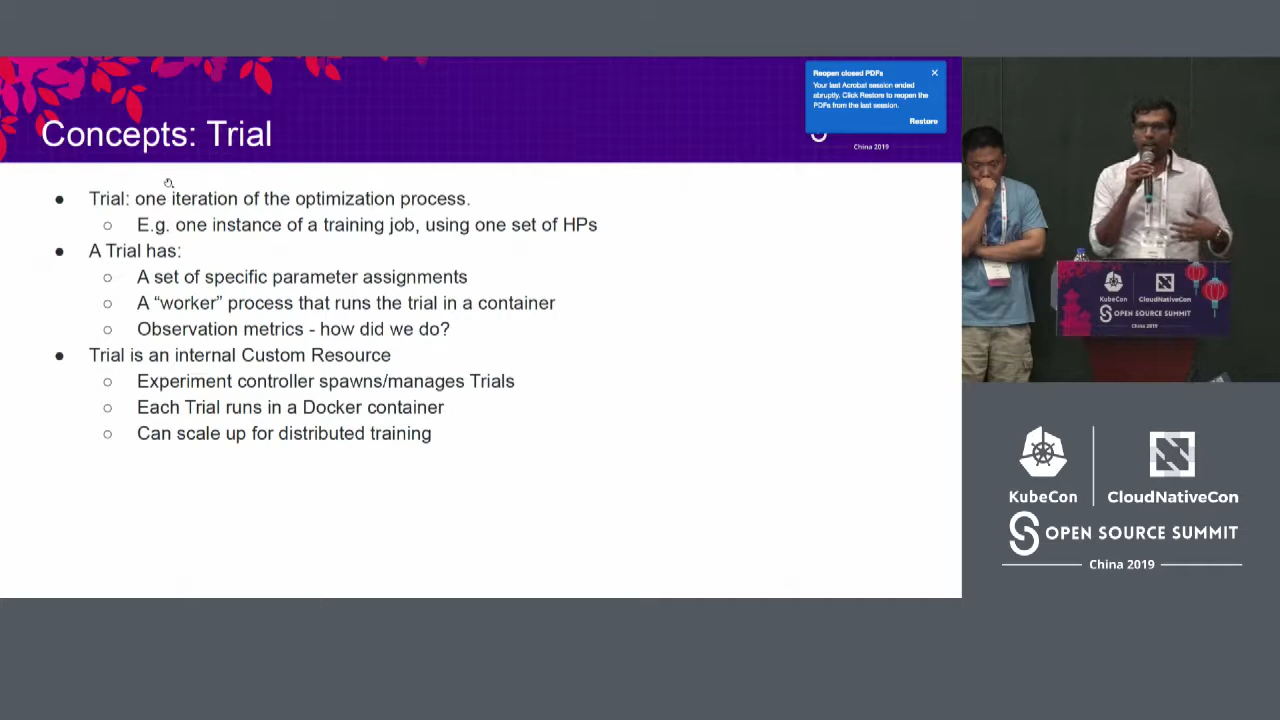 Concepts: Trial
Reopen closed PDFs
Your last Acrobat session ended
abruptly. Click Restore to reopen the
PDFs from the last session.
Restore
China 2019
● Trial: one iteration of the optimization process.
○ E.g. one instance of a training job, using one set of HPs
● A Trial has:
○ A set of specific parameter assignments
○ A “worker” process that runs the trial in a container
○ Observation metrics - how did we do?
● Trial is an internal Custom Resource
○ Experiment controller spawns/manages Trials
○ Each Trial runs in a Docker container
○ Can scale up for distributed training
KubeCon CloudNativeCon
OPEN SOURCE SUMMIT
China 2019
KubeCon CloudNativeCon
OPEN SOURCE SUMMIT
China 2019